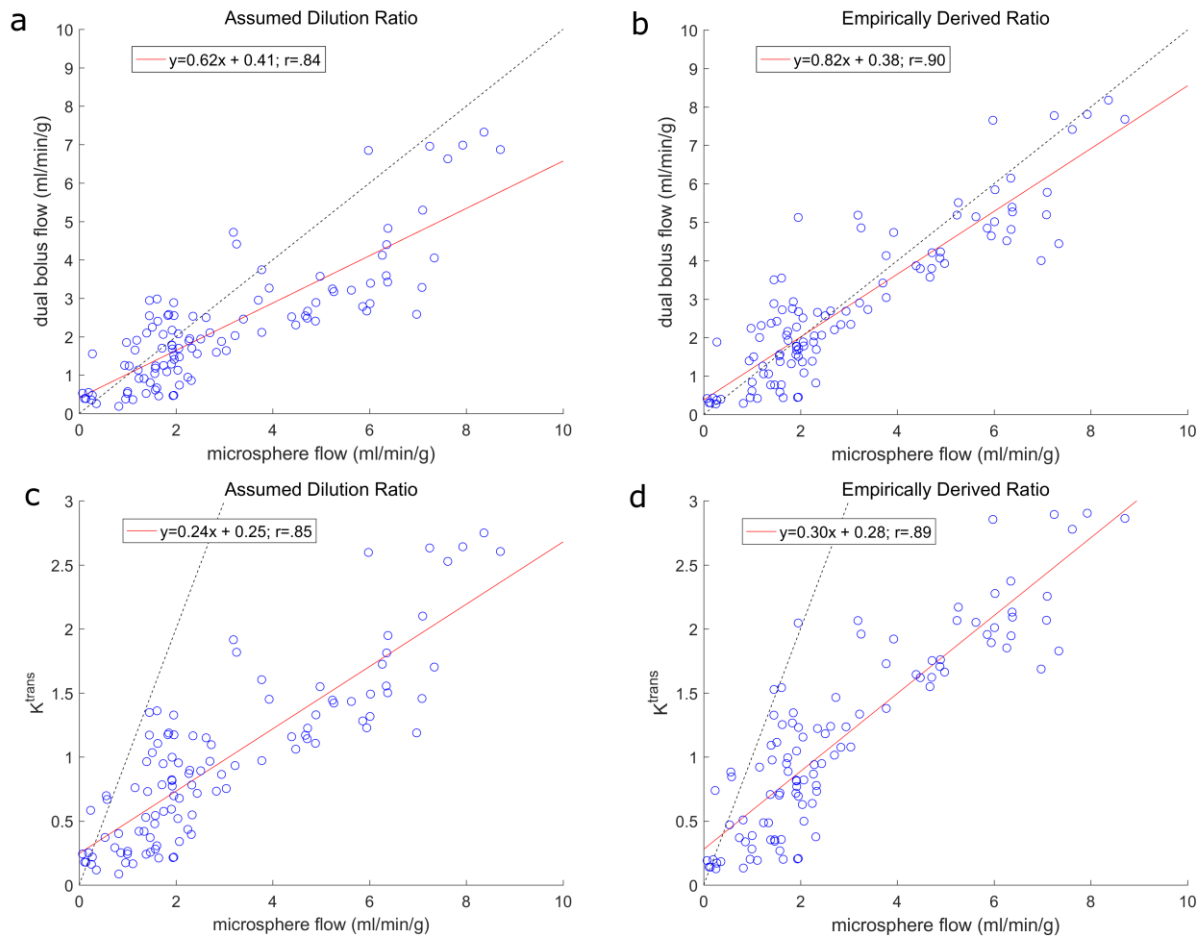 a
Assumed Dilution Ratio
y=0.62x + 0.41; r=.84
10
9
8
7
6
5
4
3
2
1
0
dual bolus flow (ml/min/g)
0 2 4 6 8 10
microsphere flow (ml/min/g)
b
Empirically Derived Ratio
y=0.82x + 0.38; r=.90
10
9
8
7
6
5
4
3
2
1
0
dual bolus flow (ml/min/g)
0 2 4 6 8 10
microsphere flow (ml/min/g)
c
Assumed Dilution Ratio
y=0.24x + 0.25; r=.85
3
2.5
2
1.5
1
0.5
0
K^trans
0 2 4 6 8 10
microsphere flow (ml/min/g)
d
Empirically Derived Ratio
y=0.30x + 0.28; r=.89
3
2.5
2
1.5
1
0.5
0
K^trans
0 2 4 6 8 10
microsphere flow (ml/min/g)